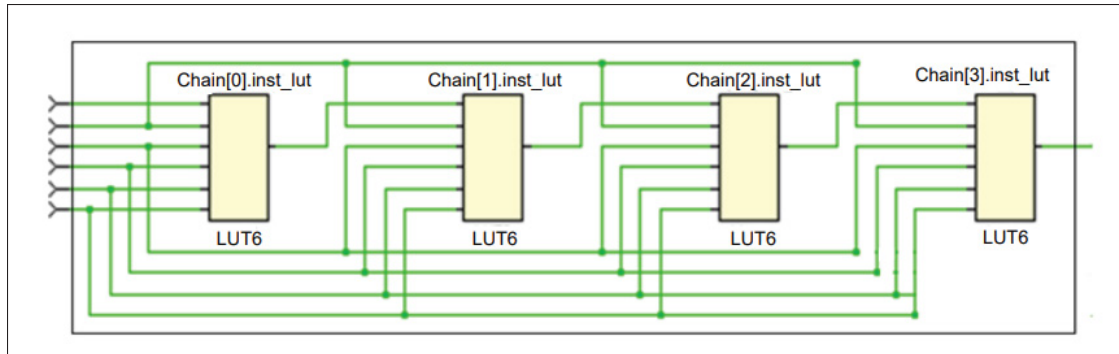 Chain[0].inst_lut
Chain[1].inst_lut
Chain[2].inst_lut
Chain[3].inst_lut
LUT6
LUT6
LUT6
LUT6